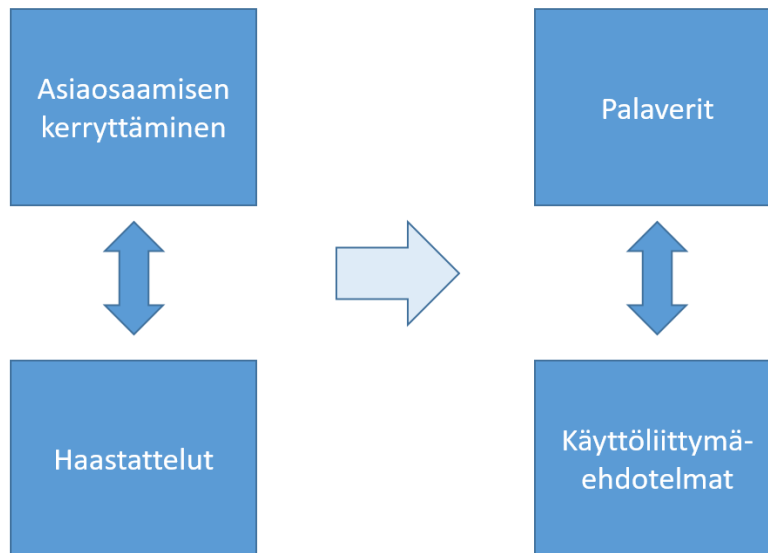 Asiaosaamisen
kerryttäminen
Palaverit
Haastattelut
Käyttöliittymä-
ehdotelmat